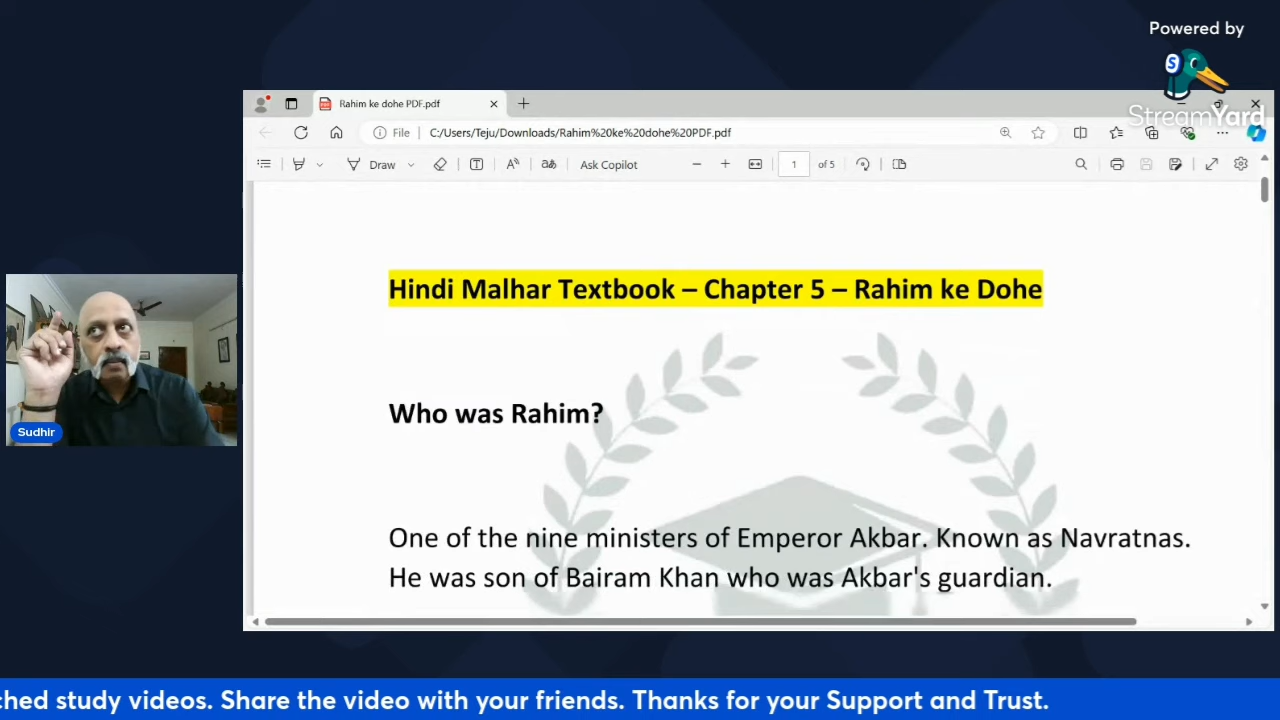 Powered by
S
StreamYard
Rahim ke dohe PDF.pdf
File
C:/Users/Teju/Downloads/Rahim%20ke%20dohe%20PDF.pdf
Draw
Ask Copilot
1
of 5
Hindi Malhar Textbook – Chapter 5 – Rahim ke Dohe
Who was Rahim?
One of the nine ministers of Emperor Akbar. Known as Navratnas.
He was son of Bairam Khan who was Akbar's guardian.
Sudhir
ched study videos. Share the video with your friends. Thanks for your Support and Trust.